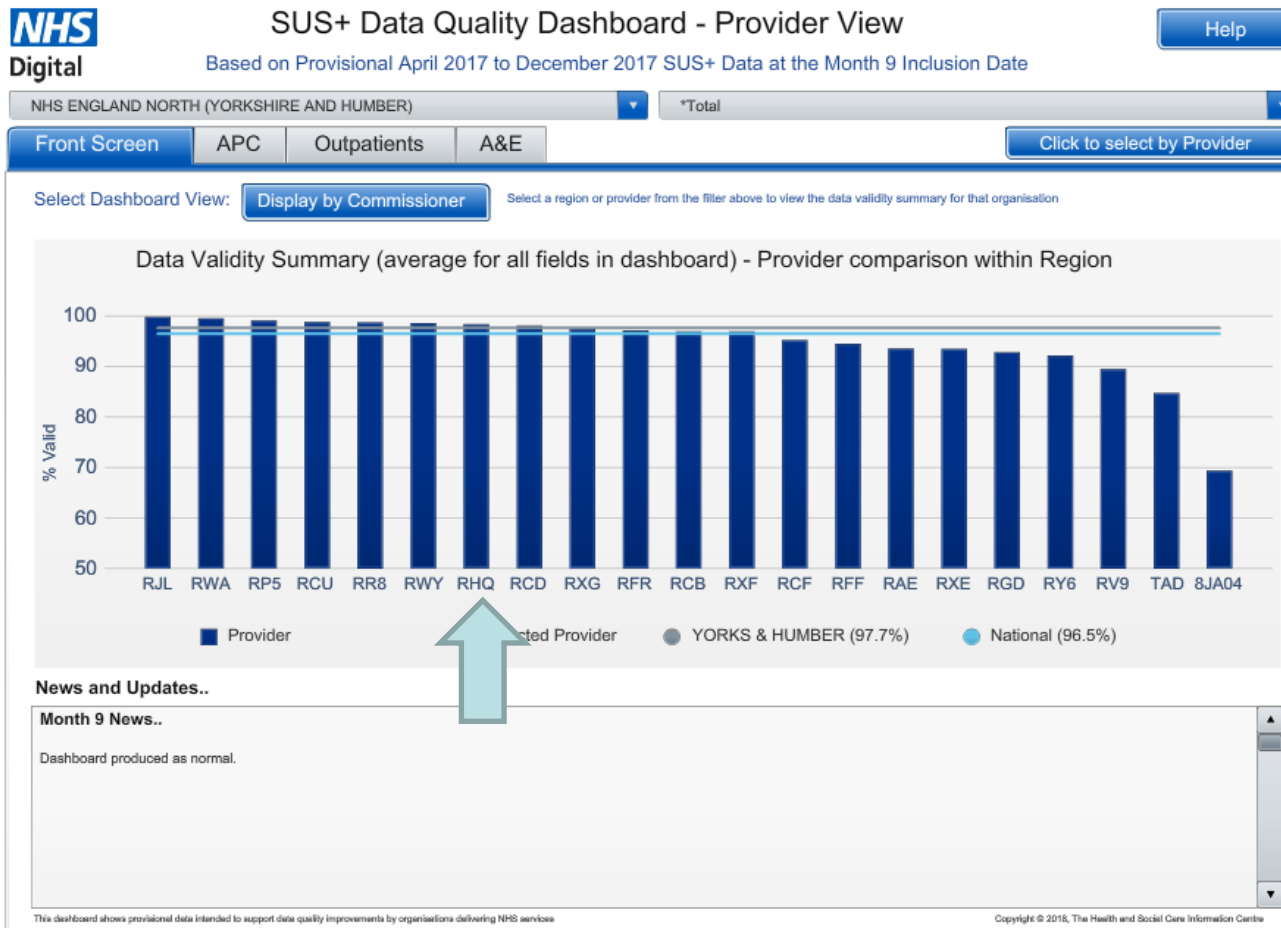 NHS
Digital
SUS+ Data Quality Dashboard - Provider View
Help
Based on Provisional April 2017 to December 2017 SUS+ Data at the Month 9 Inclusion Date
NHS ENGLAND NORTH (YORKSHIRE AND HUMBER)
*Total
Front Screen
APC
Outpatients
A&E
Click to select by Provider
Select Dashboard View:
Display by Commissioner
Select a region or provider from the filter above to view the data validity summary for that organisation
Data Validity Summary (average for all fields in dashboard) - Provider comparison within Region
% Valid
100
90
80
70
60
50
RJL RWA RP5 RCU RR8 RWY RHQ RCD RXG RFR RCB RXF RCF RFF RAE RXE RGD RY6 RV9 TAD 8JA04
Provider
Provider
YORKS & HUMBER (97.7%)
National (96.5%)
News and Updates..
Month 9 News..
Dashboard produced as normal.
This dashboard shows provisional data intended to support data quality improvements by organisations delivering NHS services
Copyright © 2018, The Health and Social Care Information Centre